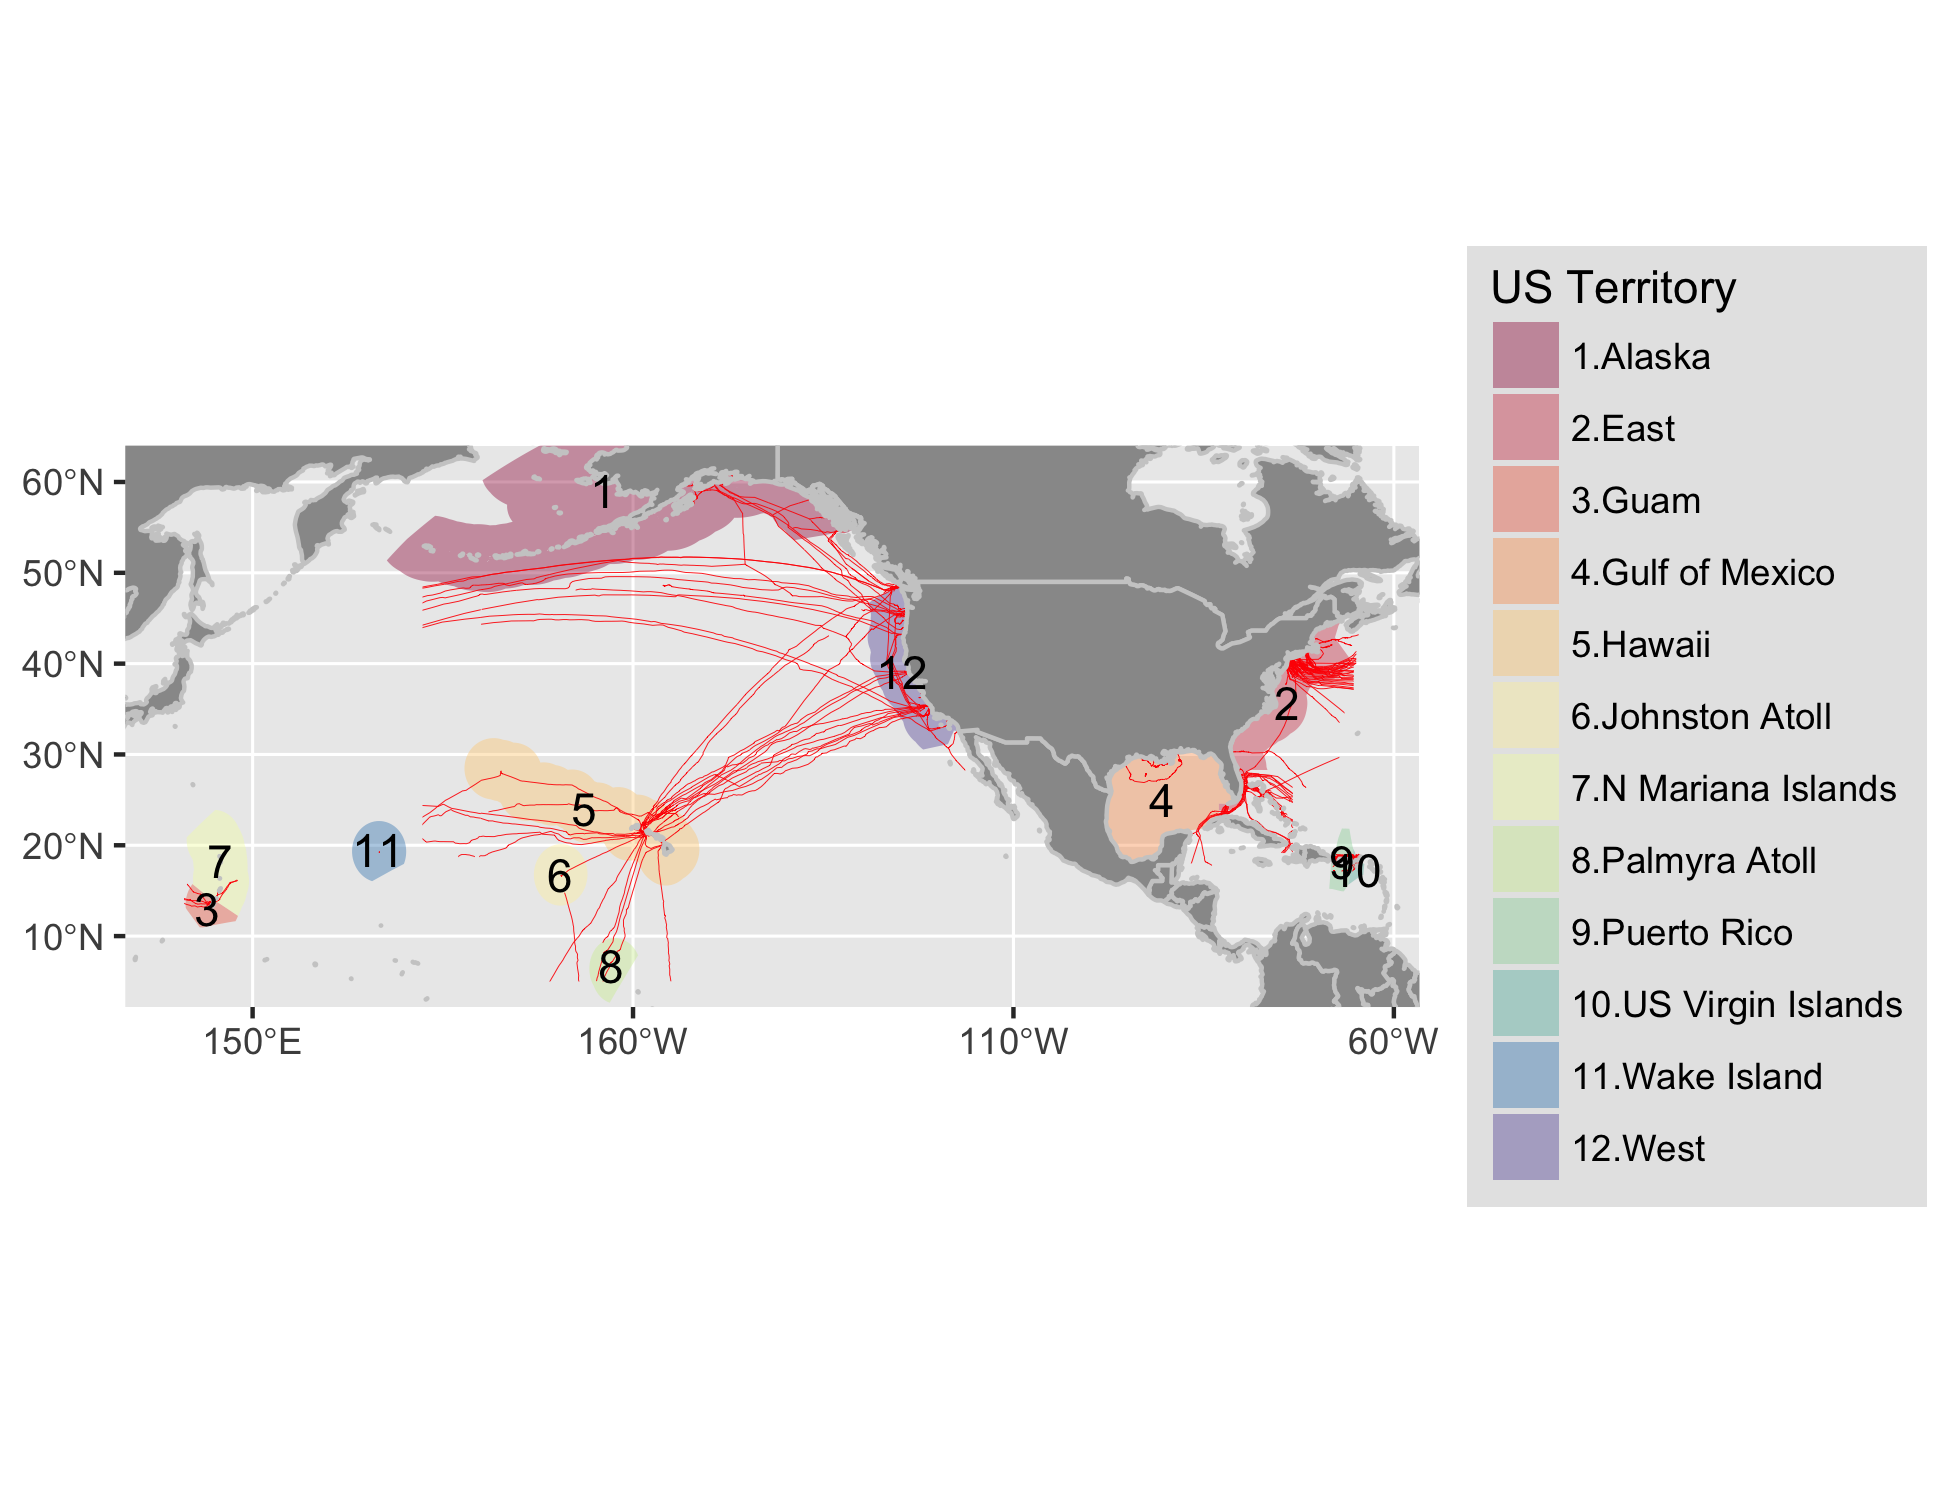 60°N
50°N
40°N
30°N
20°N
10°N
150°E
160°W
110°W
60°W
1
2
3
4
5
6
7
8
9
10
11
12
US Territory
1.Alaska
2.East
3.Guam
4.Gulf of Mexico
5.Hawaii
6.Johnston Atoll
7.N Mariana Islands
8.Palmyra Atoll
9.Puerto Rico
10.US Virgin Islands
11.Wake Island
12.West